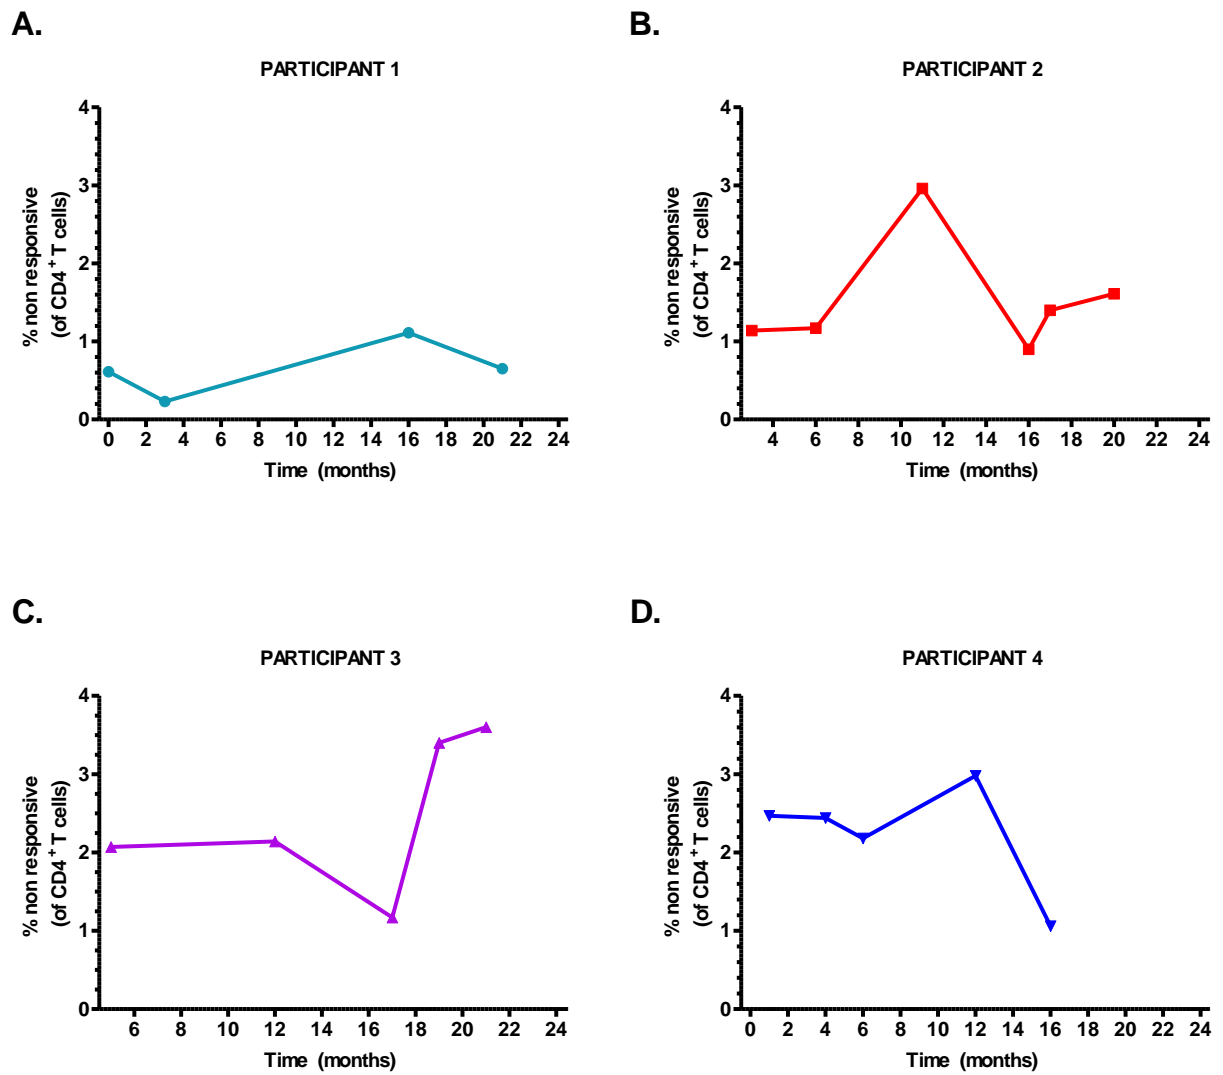 A.
PARTICIPANT 1
% non responsive
(of CD4 + T cells)
4
3
2
1
0
0 2 4 6 8 10 12 14 16 18 20 22 24
Time (months)
B.
PARTICIPANT 2
% non responsive
(of CD4 + T cells)
4
3
2
1
0
4 6 8 10 12 14 16 18 20 22 24
Time (months)
C.
PARTICIPANT 3
% non responsive
(of CD4 + T cells)
4
3
2
1
0
6 8 10 12 14 16 18 20 22 24
Time (months)
D.
PARTICIPANT 4
% non responsive
(of CD4 + T cells)
4
3
2
1
0
0 2 4 6 8 10 12 14 16 18 20 22 24
Time (months)